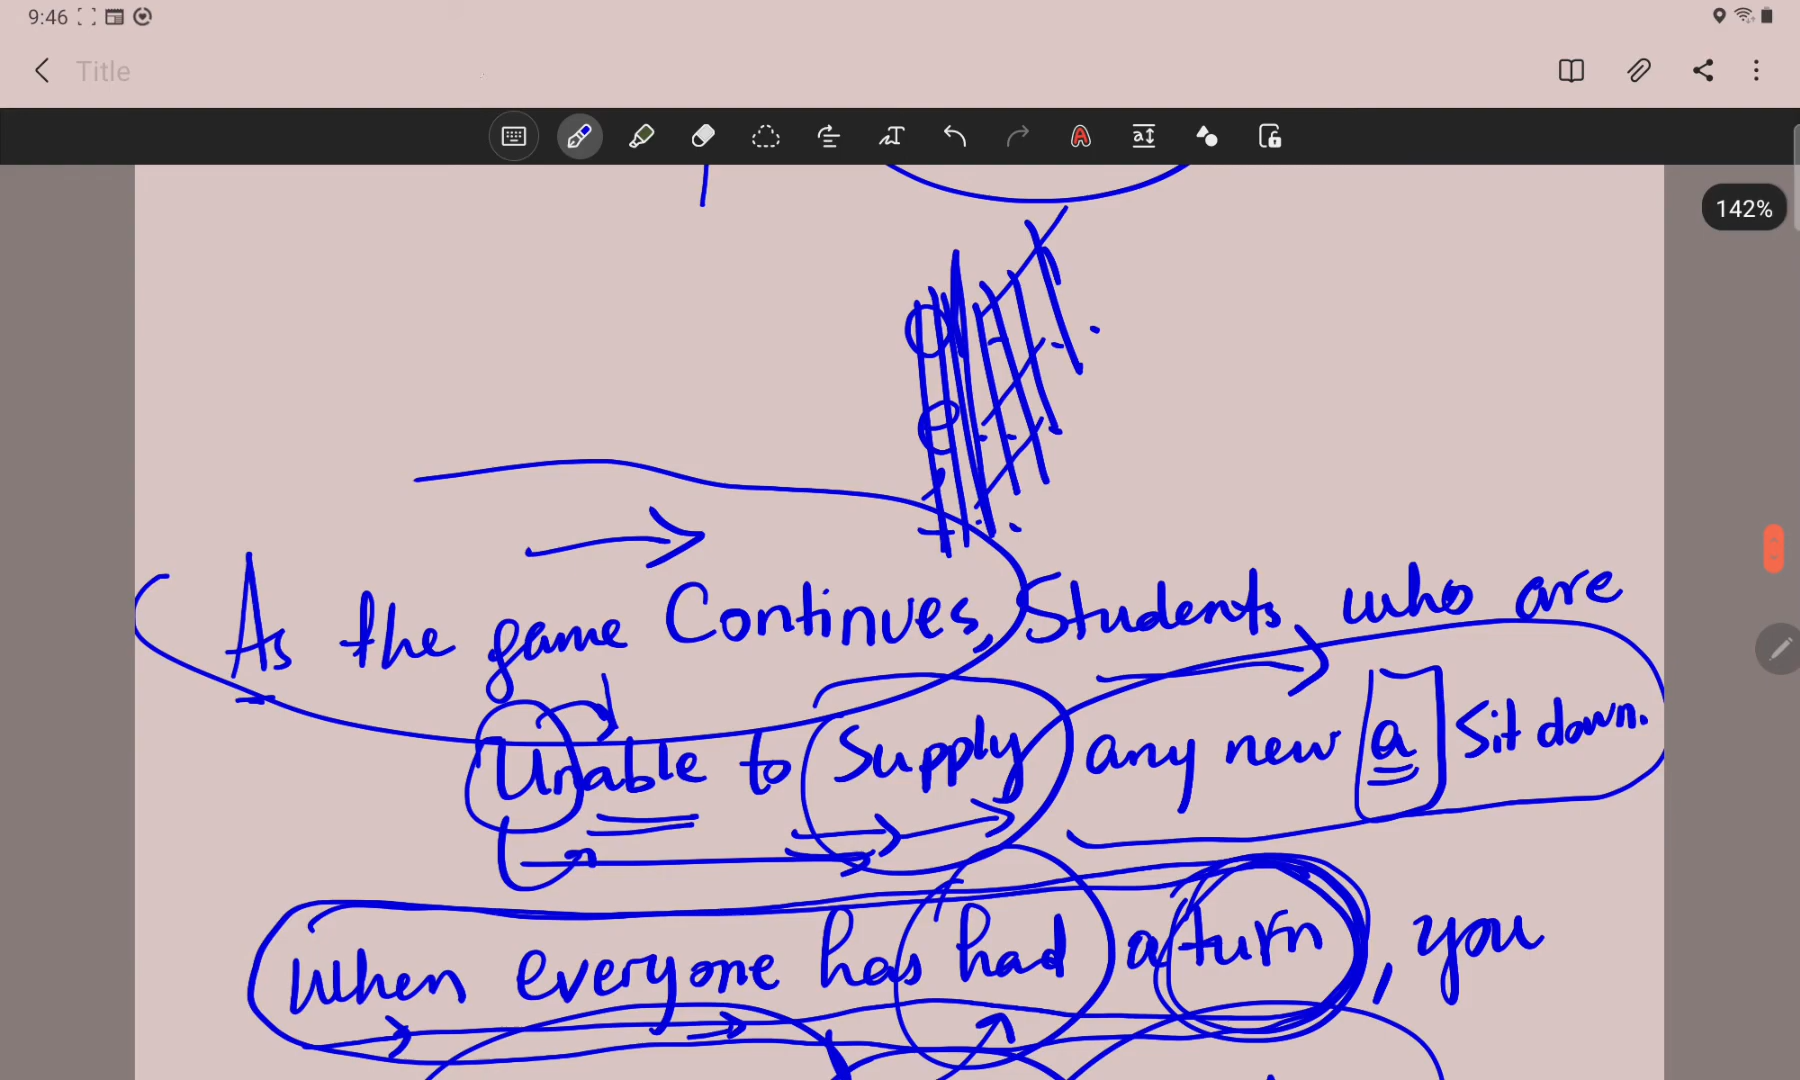 9:46
Title
142%
As the game Continues, Students who are
Unable to Supply any new a Sit down.
When everyone has had a turn, you